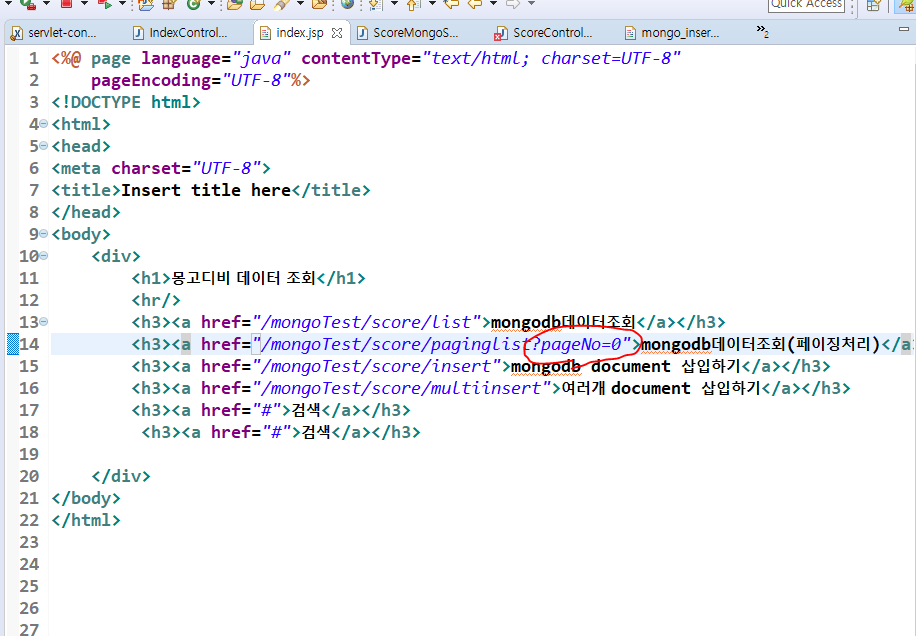 Quick Access
servlet-con...
IndexControl...
index.jsp
ScoreMongoS...
ScoreControl...
mongo_inser...
»2
1 <%@ page language="java" contentType="text/html; charset=UTF-8"
2     pageEncoding="UTF-8"%>
3 <!DOCTYPE html>
4 <html>
5 <head>
6 <meta charset="UTF-8">
7 <title>Insert title here</title>
8 </head>
9 <body>
10     <div>
11         <h1>몽고디비 데이터 조회</h1>
12         <hr/>
13         <h3><a href="/mongoTest/score/list">mongodb데이터조회</a></h3>
14         <h3><a href="/mongoTest/score/paginglist?pageNo=0">mongodb데이터조회(페이징처리)</a
15         <h3><a href="/mongoTest/score/insert">mongodb document 삽입하기</a></h3>
16         <h3><a href="/mongoTest/score/multiinsert">여러개 document 삽입하기</a></h3>
17         <h3><a href="#">검색</a></h3>
18          <h3><a href="#">검색</a></h3>
19
20     </div>
21 </body>
22 </html>
23
24
25
26
27